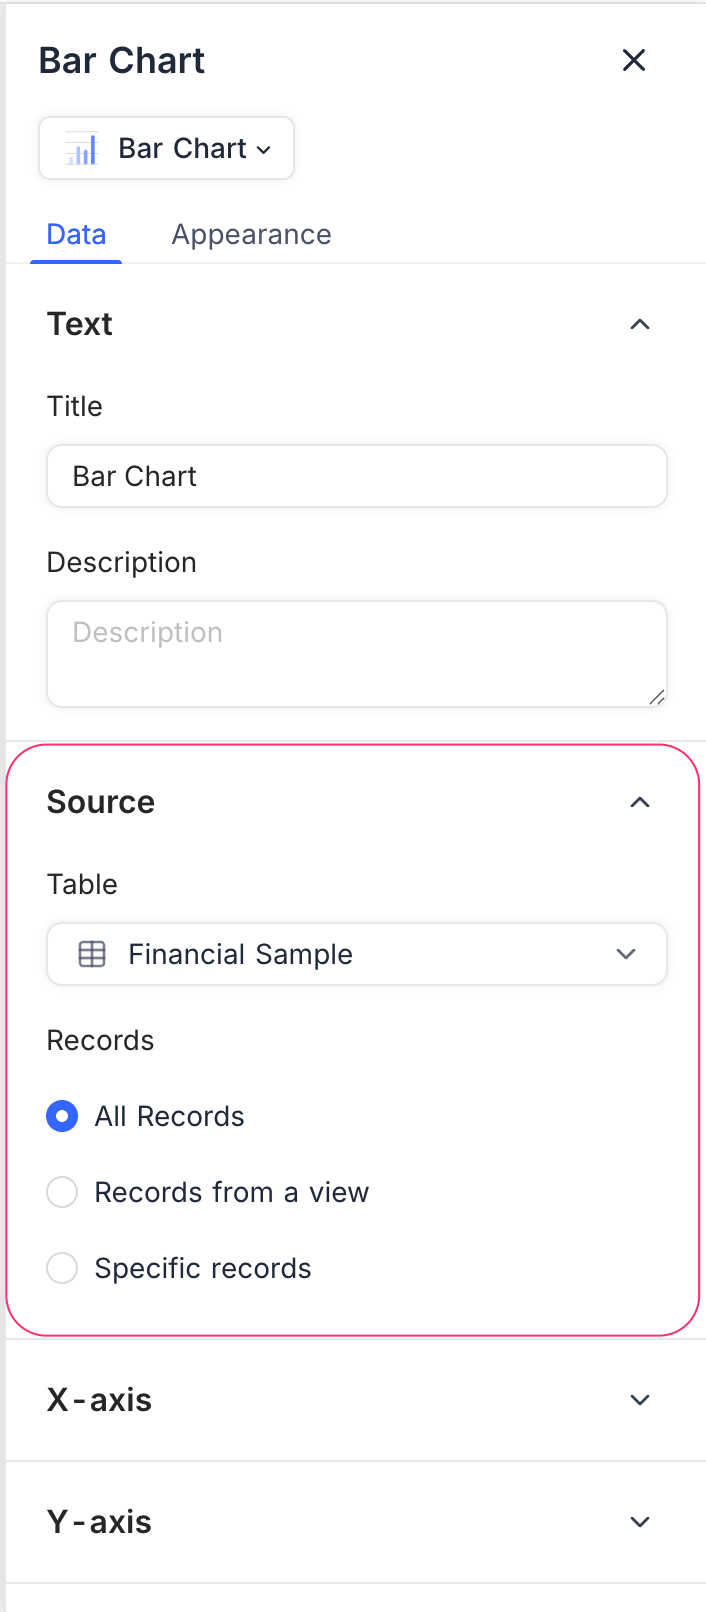 Bar Chart
Bar Chart
Data Appearance
Text
Title
Bar Chart
Description
Description
Source
Table
Financial Sample
Records
All Records
Records from a view
Specific records
X-axis
Y-axis